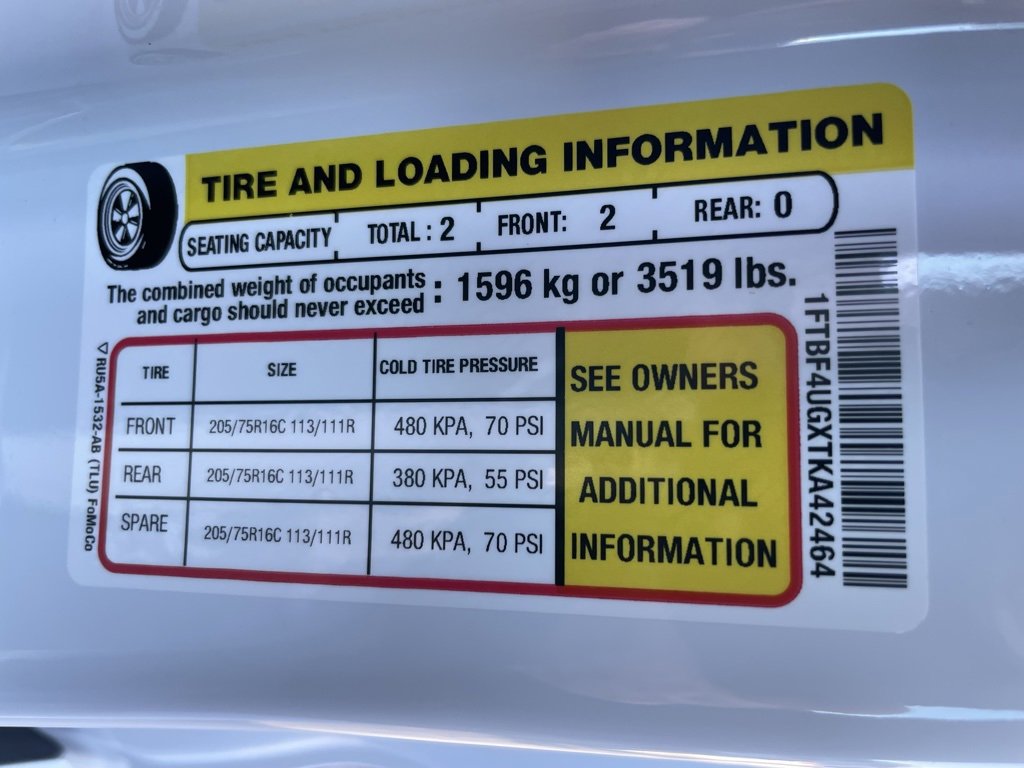 TIRE AND LOADING INFORMATION
SEATING CAPACITY TOTAL : 2 FRONT: 2 REAR: 0
The combined weight of occupants
and cargo should never exceed : 1596 kg or 3519 lbs.
TIRE SIZE COLD TIRE PRESSURE
FRONT 205/75R16C 113/111R 480 KPA, 70 PSI
REAR 205/75R16C 113/111R 380 KPA, 55 PSI
SPARE 205/75R16C 113/111R 480 KPA, 70 PSI
SEE OWNERS
MANUAL FOR
ADDITIONAL
INFORMATION
RU5A-1532-AB (TLU) FoMoCo
1FTBF4UGXTKA42464